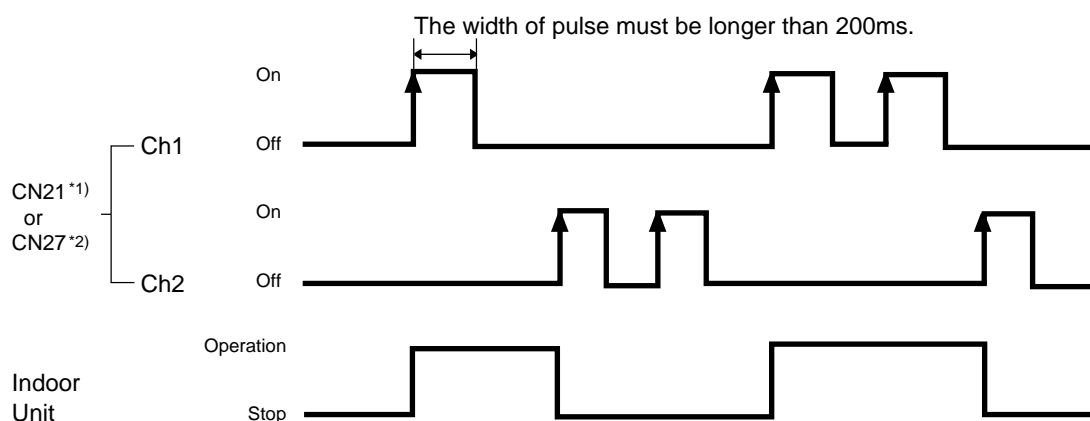 The width of pulse must be longer than 200ms.
On
Ch1
Off
CN21 *1)
or
CN27 *2)
On
Ch2
Off
Operation
Indoor
Unit
Stop